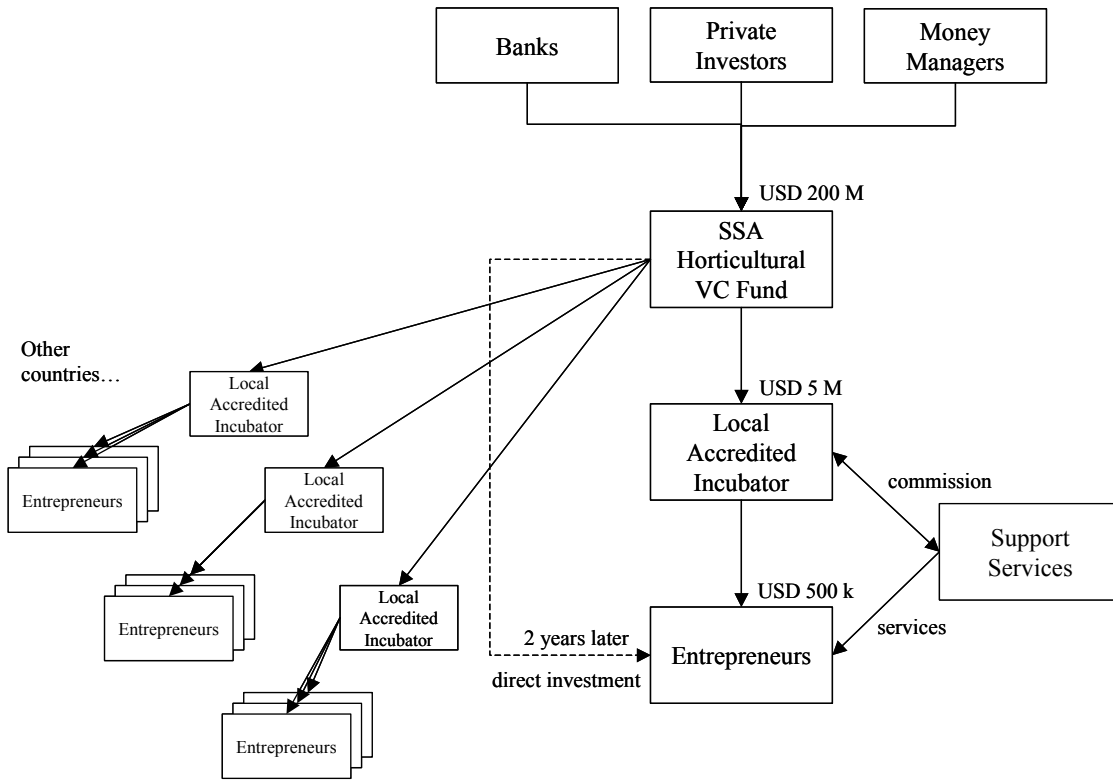 Banks
Private
Investors
Money
Managers
USD 200 M
SSA
Horticultural
VC Fund
Other
countries…
Local
Accredited
Incubator
USD 5 M
Local
Accredited
Incubator
Entrepreneurs
Local
Accredited
Incubator
commission
Support
Services
Local
Accredited
Incubator
USD 500 k
Entrepreneurs
services
2 years later
Entrepreneurs
direct investment
Entrepreneurs